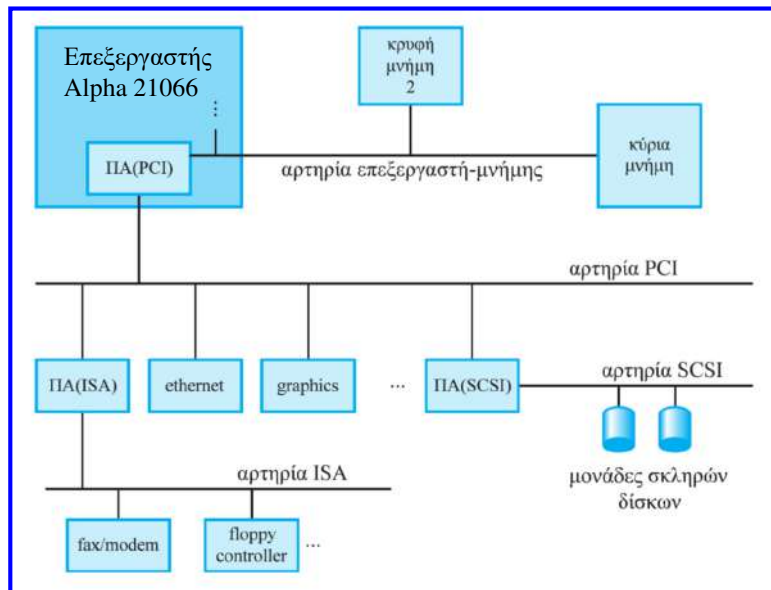 Επεξεργαστής
Alpha 21066
⋮
ΠΑ(PCI)
κρυφή
μνήμη
2
κύρια
μνήμη
αρτηρία επεξεργαστή-μνήμης
αρτηρία PCI
ΠΑ(ISA)
ethernet
graphics
...
ΠΑ(SCSI)
αρτηρία SCSI
μονάδες σκληρών
δίσκων
αρτηρία ISA
fax/modem
floppy
controller
...